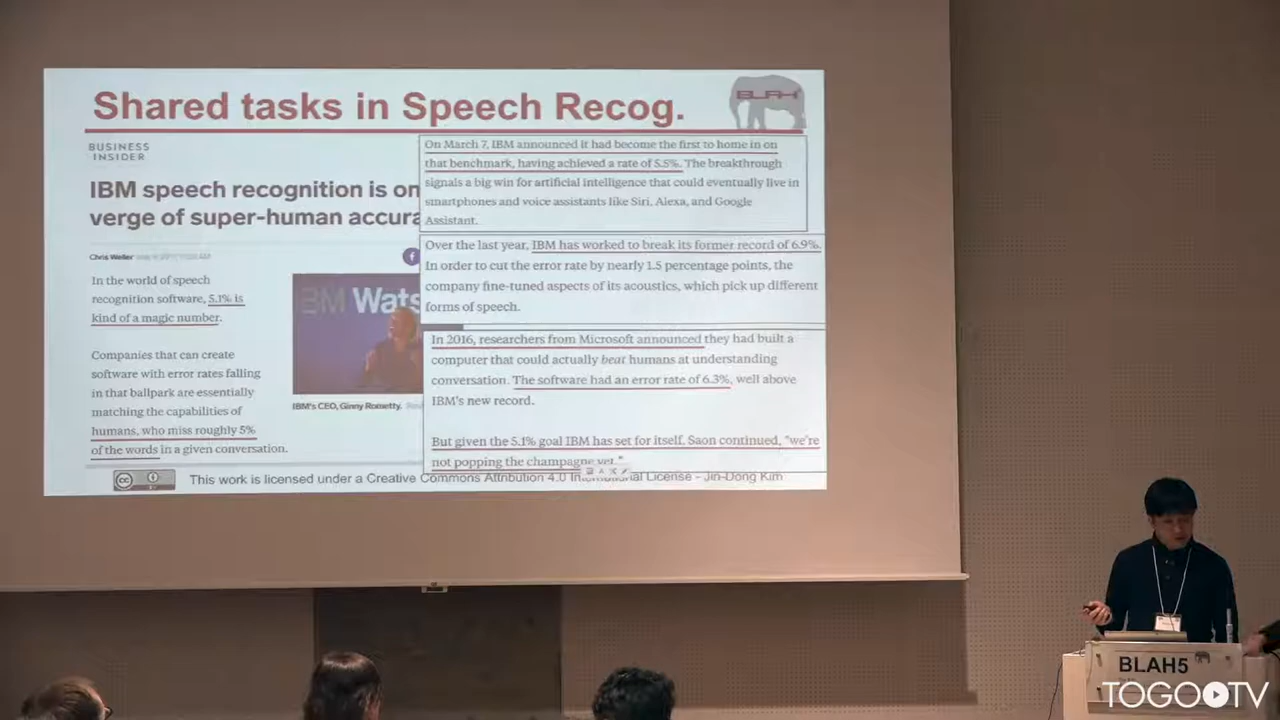 Shared tasks in Speech Recog.
BLAH
BUSINESS
INSIDER
IBM speech recognition is on
verge of super-human accura
Chris Weller
In the world of speech
recognition software, 5.1% is
kind of a magic number.
Companies that can create
software with error rates falling
in that ballpark are essentially
matching the capabilities of
humans, who miss roughly 5%
of the words in a given conversation.
IBM Wats
IBM's CEO, Ginny Rometty.
On March 7, IBM announced it had become the first to home in on
that benchmark, having achieved a rate of 5.5%. The breakthrough
signals a big win for artificial intelligence that could eventually live in
smartphones and voice assistants like Siri, Alexa, and Google
Assistant.
Over the last year, IBM has worked to break its former record of 6.9%.
In order to cut the error rate by nearly 1.5 percentage points, the
company fine-tuned aspects of its acoustics, which pick up different
forms of speech.
In 2016, researchers from Microsoft announced they had built a
computer that could actually beat humans at understanding
conversation. The software had an error rate of 6.3%, well above
IBM's new record.
But given the 5.1% goal IBM has set for itself, Saon continued, "we're
not popping the champagne yet."
This work is licensed under a Creative Commons Attribution 4.0 International License - Jin-Dong Kim
BLAH5
TOGOTV